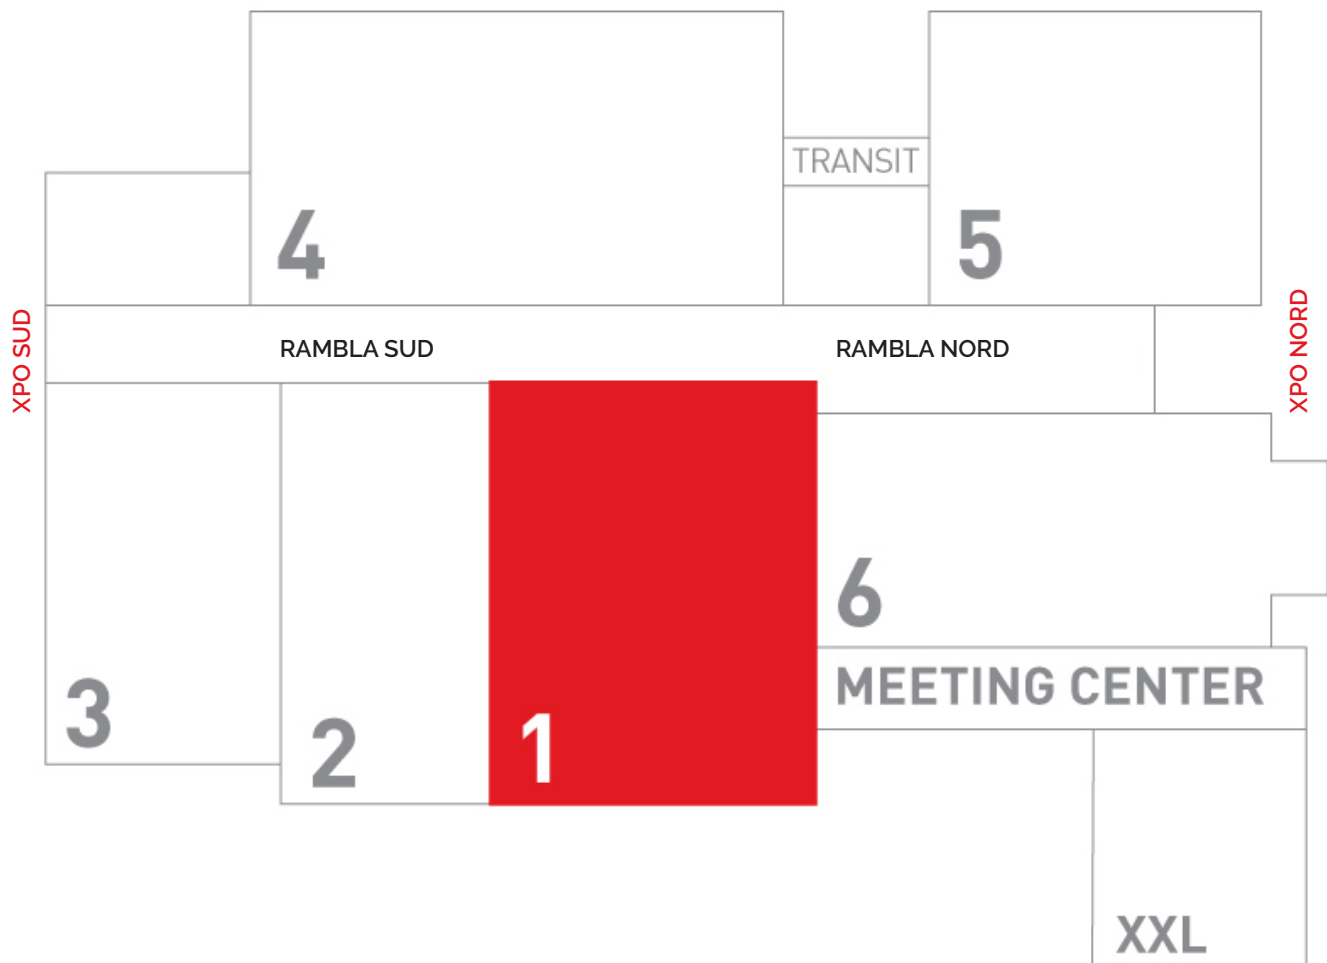 TRANSIT
4
5
XPO SUD
RAMBLA SUD
RAMBLA NORD
XPO NORD
6
MEETING CENTER
3
2
1
XXL